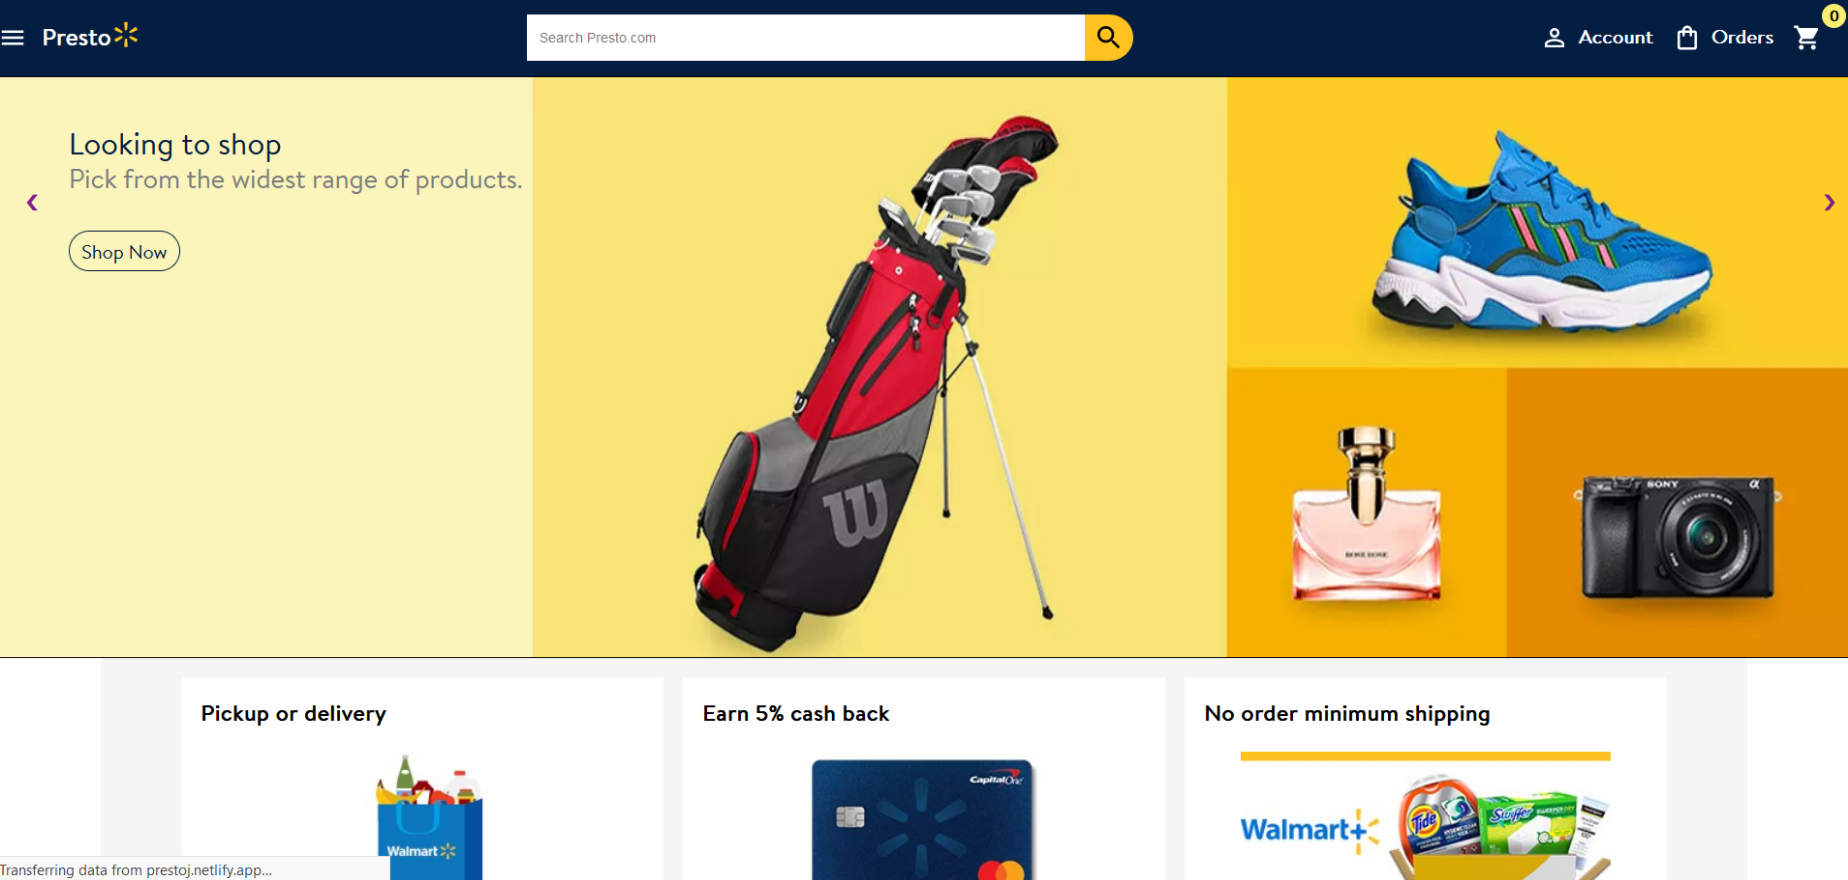 Presto
Search Presto.com
Account
Orders
0
Looking to shop
Pick from the widest range of products.
Shop Now
W
SONY
α
Pickup or delivery
Earn 5% cash back
No order minimum shipping
Walmart
Capital One
Walmart+
Tide
Swiffer
Transferring data from prestoj.netlify.app...